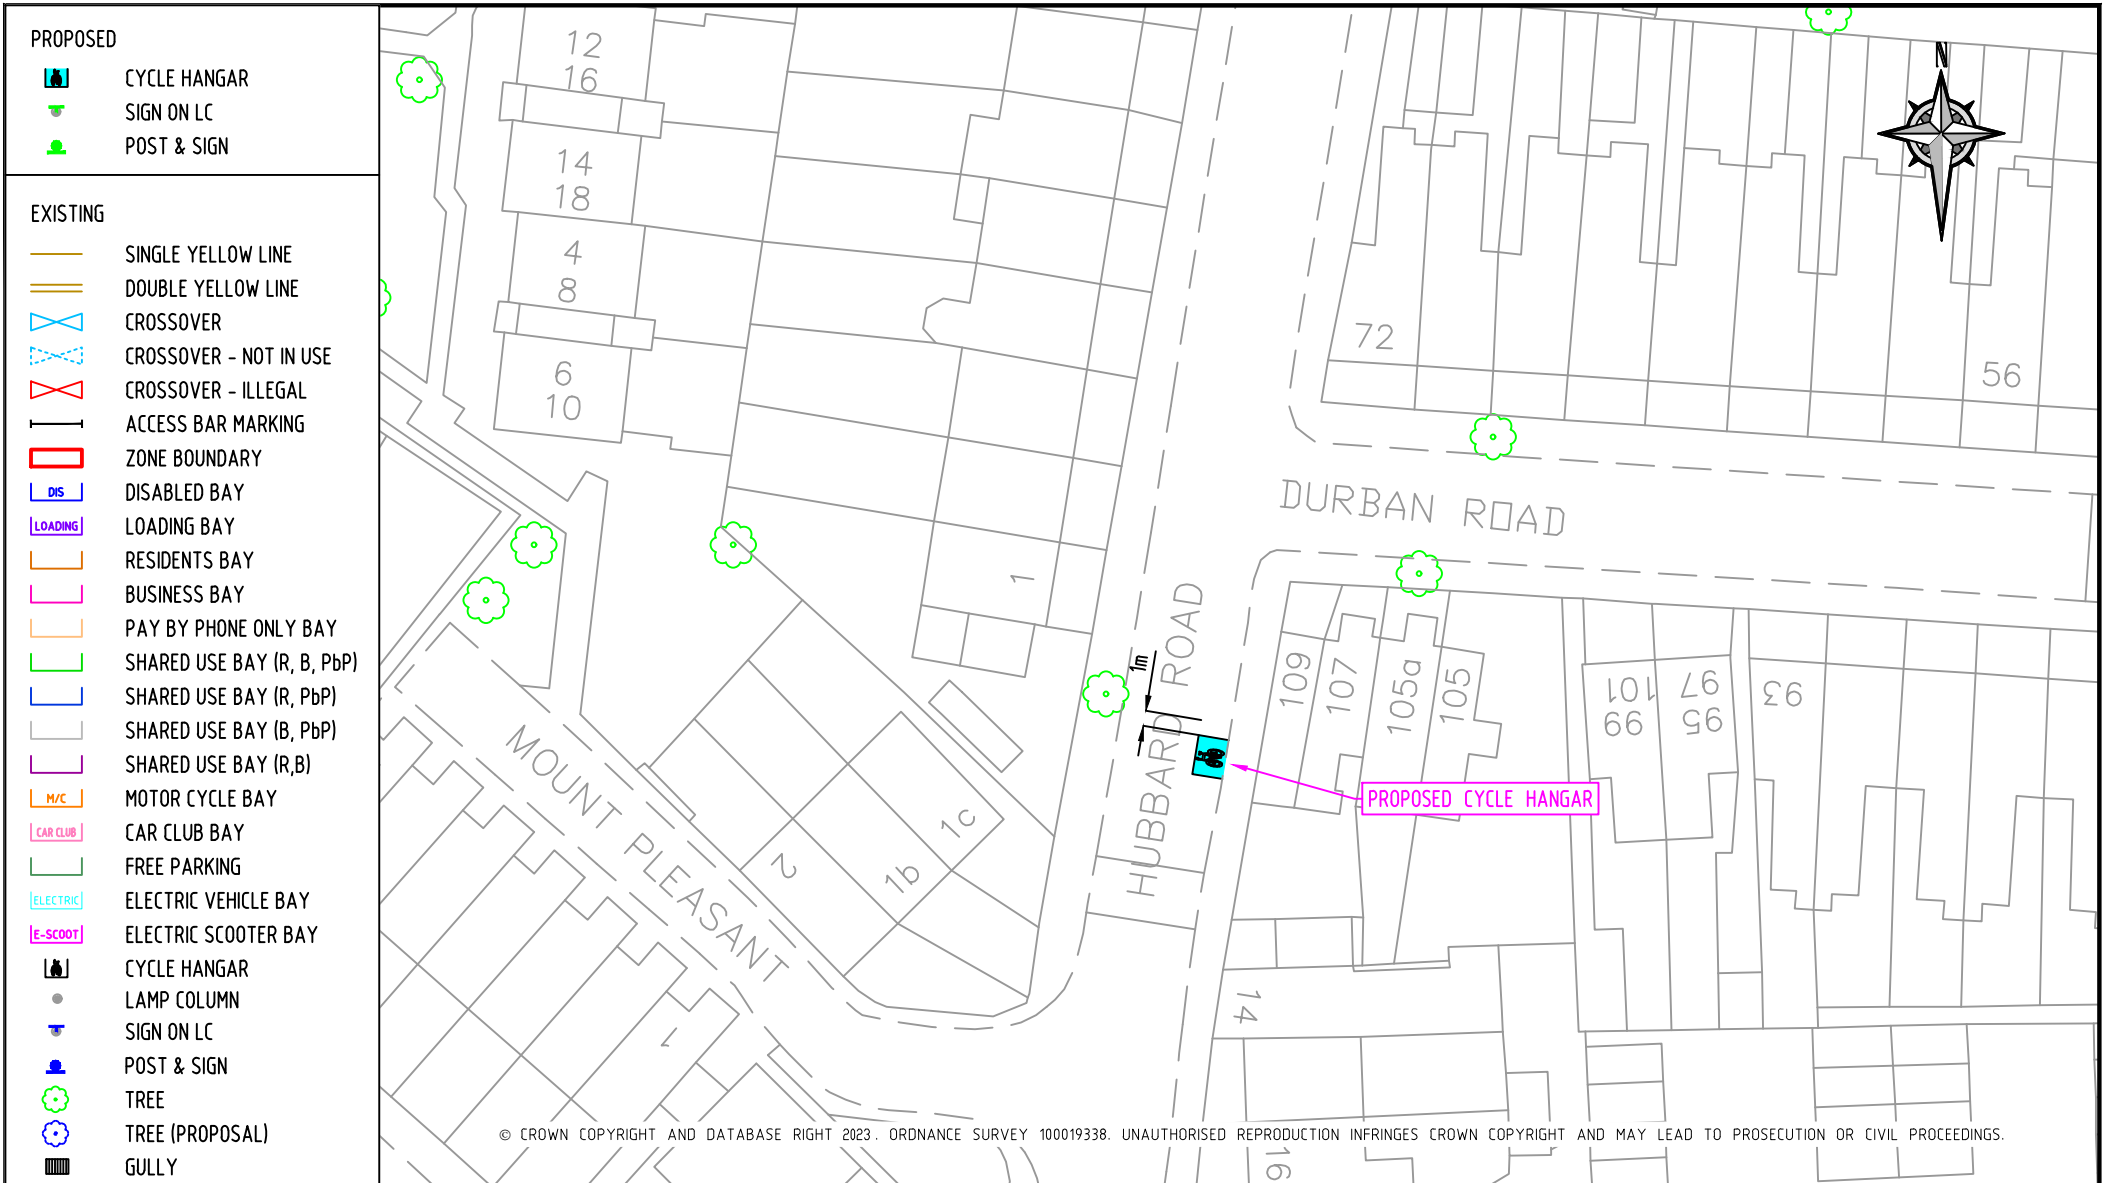 PROPOSED
CYCLE HANGAR
SIGN ON LC
POST & SIGN
EXISTING
SINGLE YELLOW LINE
DOUBLE YELLOW LINE
CROSSOVER
CROSSOVER - NOT IN USE
CROSSOVER - ILLEGAL
ACCESS BAR MARKING
ZONE BOUNDARY
DIS DISABLED BAY
LOADING LOADING BAY
RESIDENTS BAY
BUSINESS BAY
PAY BY PHONE ONLY BAY
SHARED USE BAY (R, B, PbP)
SHARED USE BAY (R, PbP)
SHARED USE BAY (B, PbP)
SHARED USE BAY (R,B)
M/C MOTOR CYCLE BAY
CAR CLUB CAR CLUB BAY
FREE PARKING
ELECTRIC ELECTRIC VEHICLE BAY
E-SCOOT ELECTRIC SCOOTER BAY
CYCLE HANGAR
LAMP COLUMN
SIGN ON LC
POST & SIGN
TREE
TREE (PROPOSAL)
GULLY
12
16
14
18
4
8
6
10
N
72
56
DURBAN ROAD
1
HUBBARD ROAD
1m
109
107
105a
105
101
99
97
95
93
PROPOSED CYCLE HANGAR
MOUNT PLEASANT
2
1b
1c
1
14
16
© CROWN COPYRIGHT AND DATABASE RIGHT 2023. ORDNANCE SURVEY 100019338. UNAUTHORISED REPRODUCTION INFRINGES CROWN COPYRIGHT AND MAY LEAD TO PROSECUTION OR CIVIL PROCEEDINGS.